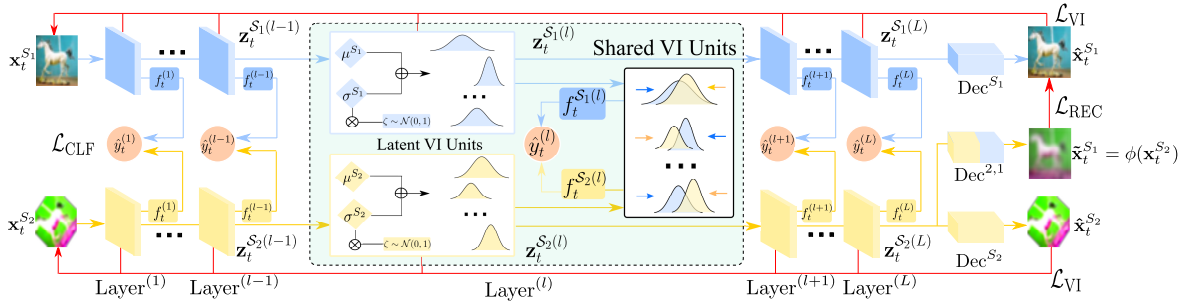 𝓛_VI
𝐳_t^{𝒮_1(l-1)}
𝐳_t^{𝒮_1(l)}
Shared VI Units
𝐳_t^{𝒮_1(L)}
𝐱_t^{S_1}
μ^{S_1}
σ^{S_1}
ζ ∼ 𝒩(0,1)
f_t^{(1)}
f_t^{(l-1)}
f_t^{𝒮_1(l)}
f_t^{(l+1)}
f_t^{(L)}
Dec^{S_1}
𝐱̂_t^{S_1}
𝓛_REC
𝓛_CLF
ŷ_t^{(1)}
ŷ_t^{(l-1)}
Latent VI Units
ŷ_t^{(l)}
ŷ_t^{(l+1)}
ŷ_t^{(L)}
Dec^{2,1}
𝐱̃_t^{S_1} = ϕ(𝐱_t^{S_2})
𝐱_t^{S_2}
μ^{S_2}
σ^{S_2}
ζ ∼ 𝒩(0,1)
f_t^{(1)}
f_t^{(l-1)}
f_t^{𝒮_2(l)}
f_t^{(l+1)}
f_t^{(L)}
Dec^{S_2}
𝐱̂_t^{S_2}
𝐳_t^{𝒮_2(l-1)}
𝐳_t^{𝒮_2(l)}
𝐳_t^{𝒮_2(L)}
Layer^{(1)}
Layer^{(l-1)}
Layer^{(l)}
Layer^{(l+1)}
Layer^{(L)}
𝓛_VI